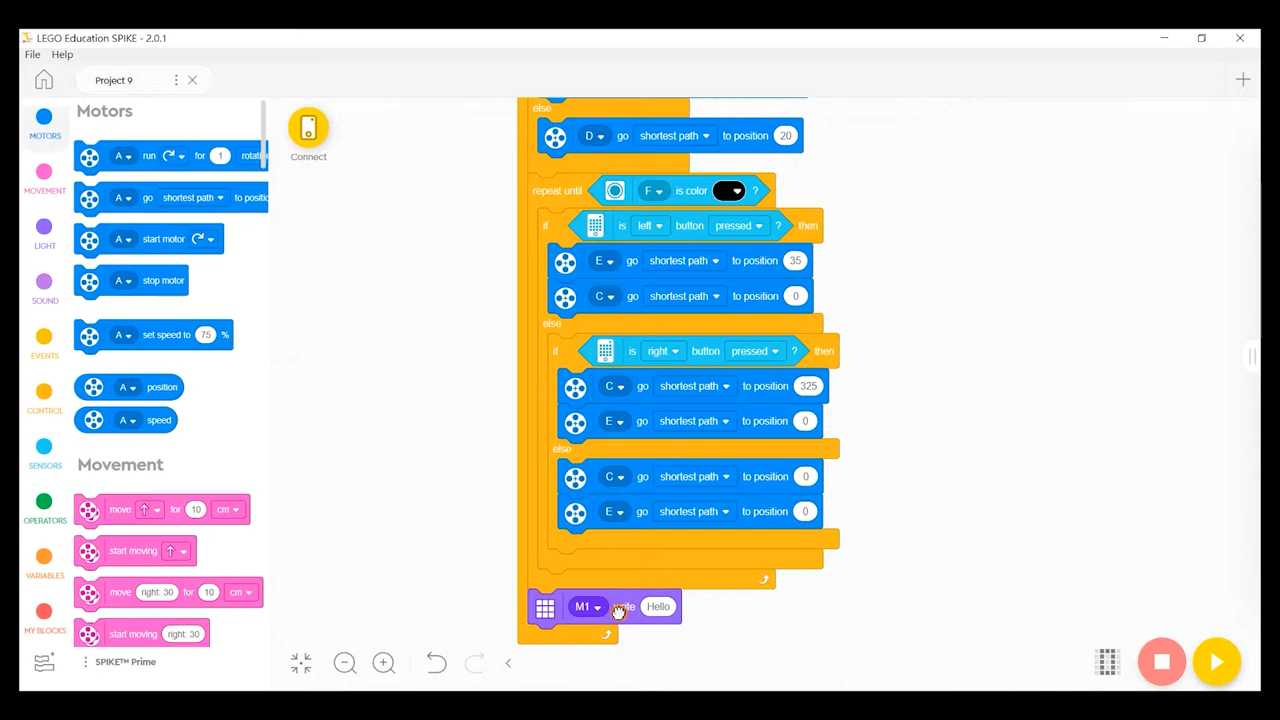 LEGO Education SPIKE - 2.0.1
File Help
Project 9
Motors
MOTORS
MOVEMENT
LIGHT
SOUND
EVENTS
CONTROL
SENSORS
OPERATORS
VARIABLES
MY BLOCKS
A run for 1
A go shortest path
A start motor
A stop motor
A set speed to 75 %
A position
A speed
Movement
move for 10 cm
start moving
move right: 30 for 10 cm
start moving right: 30
SPIKE™ Prime
Connect
else
D go shortest path to position 20
repeat until F is color ?
if is left button pressed ? then
E go shortest path to position 35
C go shortest path to position 0
else
if is right button pressed ? then
C go shortest path to position 325
E go shortest path to position 0
else
C go shortest path to position 0
E go shortest path to position 0
M1 Hello